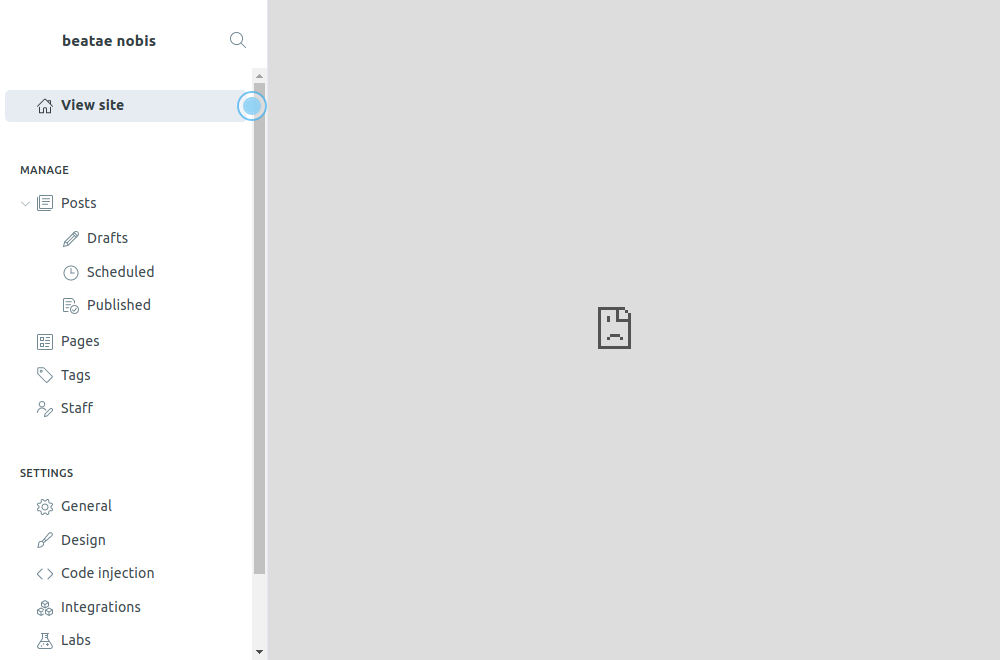 beatae nobis
View site
MANAGE
Posts
Drafts
Scheduled
Published
Pages
Tags
Staff
SETTINGS
General
Design
Code injection
Integrations
Labs